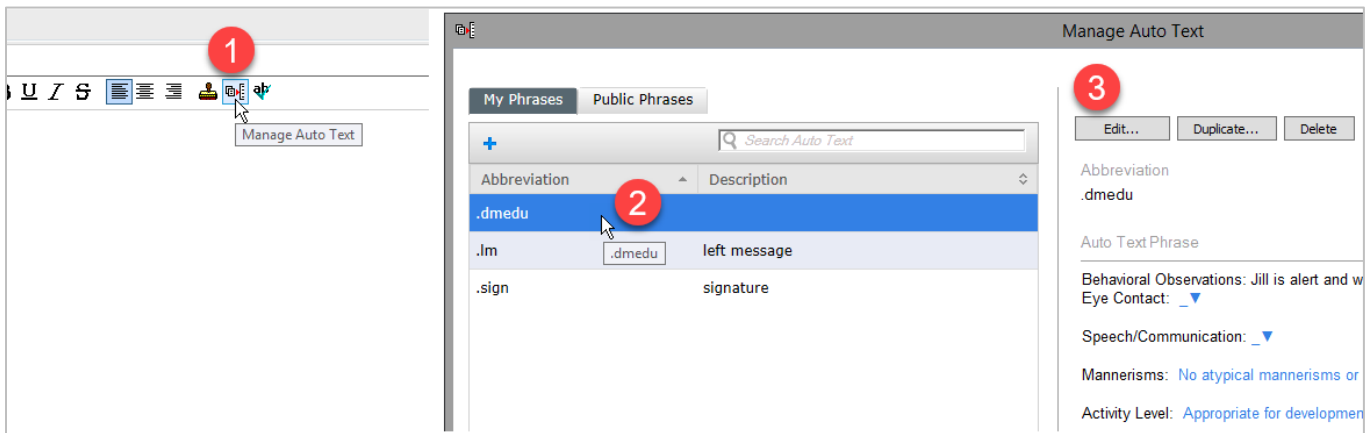 1
U I S
Manage Auto Text
Manage Auto Text
My Phrases Public Phrases
Search Auto Text
Abbreviation Description
.dmedu
2
.dmedu
.lm left message
.sign signature
3
Edit... Duplicate... Delete
Abbreviation
.dmedu
Auto Text Phrase
Behavioral Observations: Jill is alert and w
Eye Contact: _▼
Speech/Communication: _▼
Mannerisms: No atypical mannerisms or
Activity Level: Appropriate for developmen